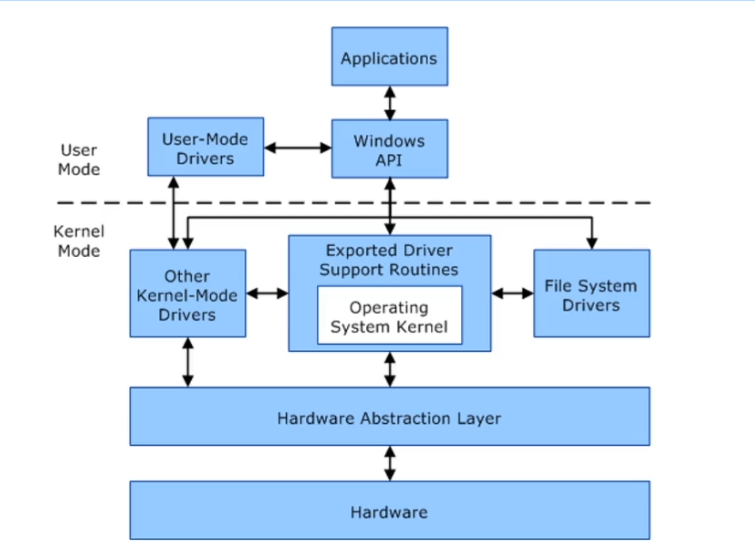 Applications
User-Mode
Drivers
Windows
API
User
Mode
Kernel
Mode
Exported Driver
Support Routines
Other
Kernel-Mode
Drivers
Operating
System Kernel
File System
Drivers
Hardware Abstraction Layer
Hardware